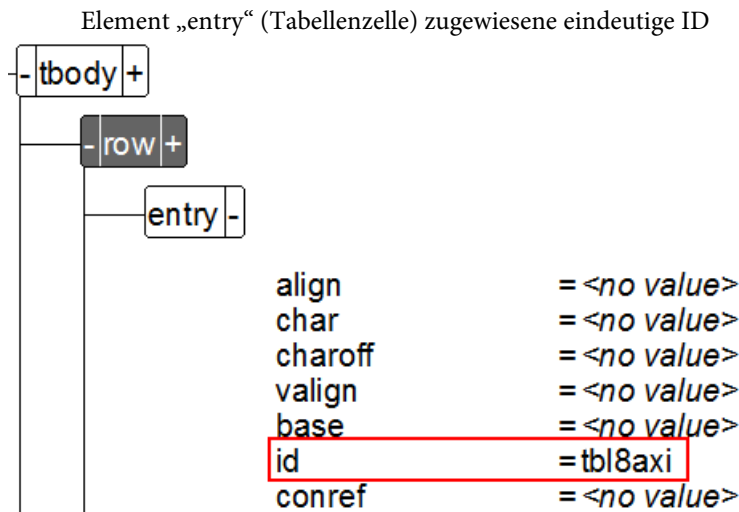 Element „entry“ (Tabellenzelle) zugewiesene eindeutige ID
- tbody +
- row +
entry -
align = <no value>
char = <no value>
charoff = <no value>
valign = <no value>
base = <no value>
id = tbl8axi
conref = <no value>